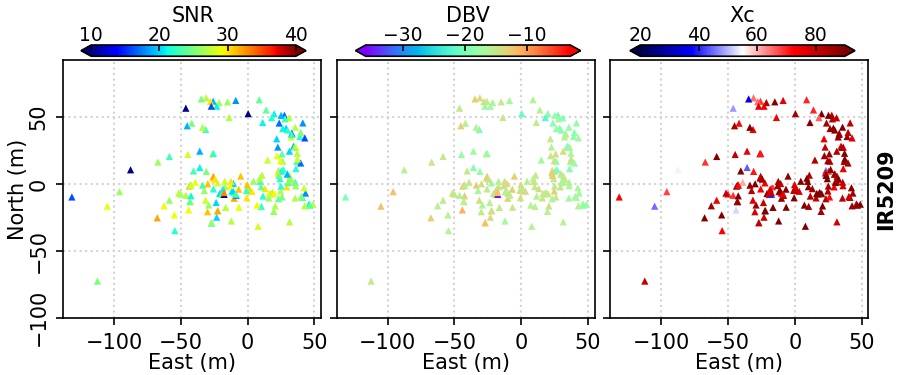 SNR DBV Xc
10 20 30 40 −30 −20 −10 20 40 60 80
50
0
−50
−100
North (m)
IR5209
−100 −50 0 50 −100 −50 0 50 −100 −50 0 50
East (m) East (m) East (m)